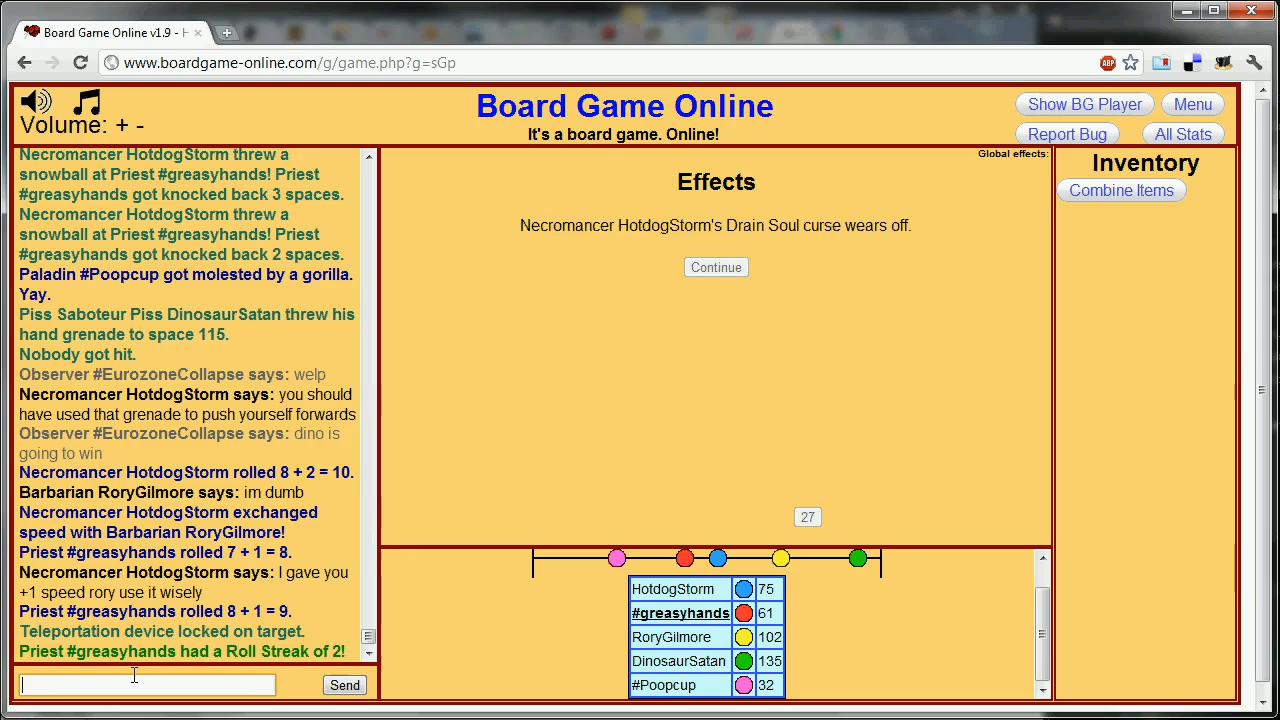 Board Game Online v1.9 - H
www.boardgame-online.com/g/game.php?g=sGp
ABP
Volume: + -
Board Game Online
It's a board game. Online!
Show BG Player
Menu
Report Bug
All Stats
Necromancer HotdogStorm threw a
snowball at Priest #greasyhands! Priest
#greasyhands got knocked back 3 spaces.
Necromancer HotdogStorm threw a
snowball at Priest #greasyhands! Priest
#greasyhands got knocked back 2 spaces.
Paladin #Poopcup got molested by a gorilla.
Yay.
Piss Saboteur Piss DinosaurSatan threw his
hand grenade to space 115.
Nobody got hit.
Observer #EurozoneCollapse says: welp
Necromancer HotdogStorm says: you should
have used that grenade to push yourself forwards
Observer #EurozoneCollapse says: dino is
going to win
Necromancer HotdogStorm rolled 8 + 2 = 10.
Barbarian RoryGilmore says: im dumb
Necromancer HotdogStorm exchanged
speed with Barbarian RoryGilmore!
Priest #greasyhands rolled 7 + 1 = 8.
Necromancer HotdogStorm says: I gave you
+1 speed rory use it wisely
Priest #greasyhands rolled 8 + 1 = 9.
Teleportation device locked on target.
Priest #greasyhands had a Roll Streak of 2!
Send
Global effects:
Effects
Necromancer HotdogStorm's Drain Soul curse wears off.
Continue
27
HotdogStorm 75
#greasyhands 61
RoryGilmore 102
DinosaurSatan 135
#Poopcup 32
Inventory
Combine Items